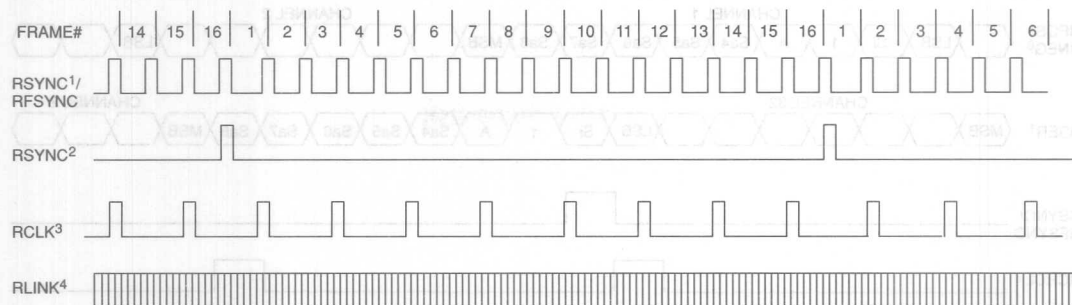 FRAME# 14 15 16 1 2 3 4 5 6 7 8 9 10 11 12 13 14 15 16 1 2 3 4 5 6
RSYNC¹/
RFSYNC
RSYNC²
RCLK³
RLINK⁴